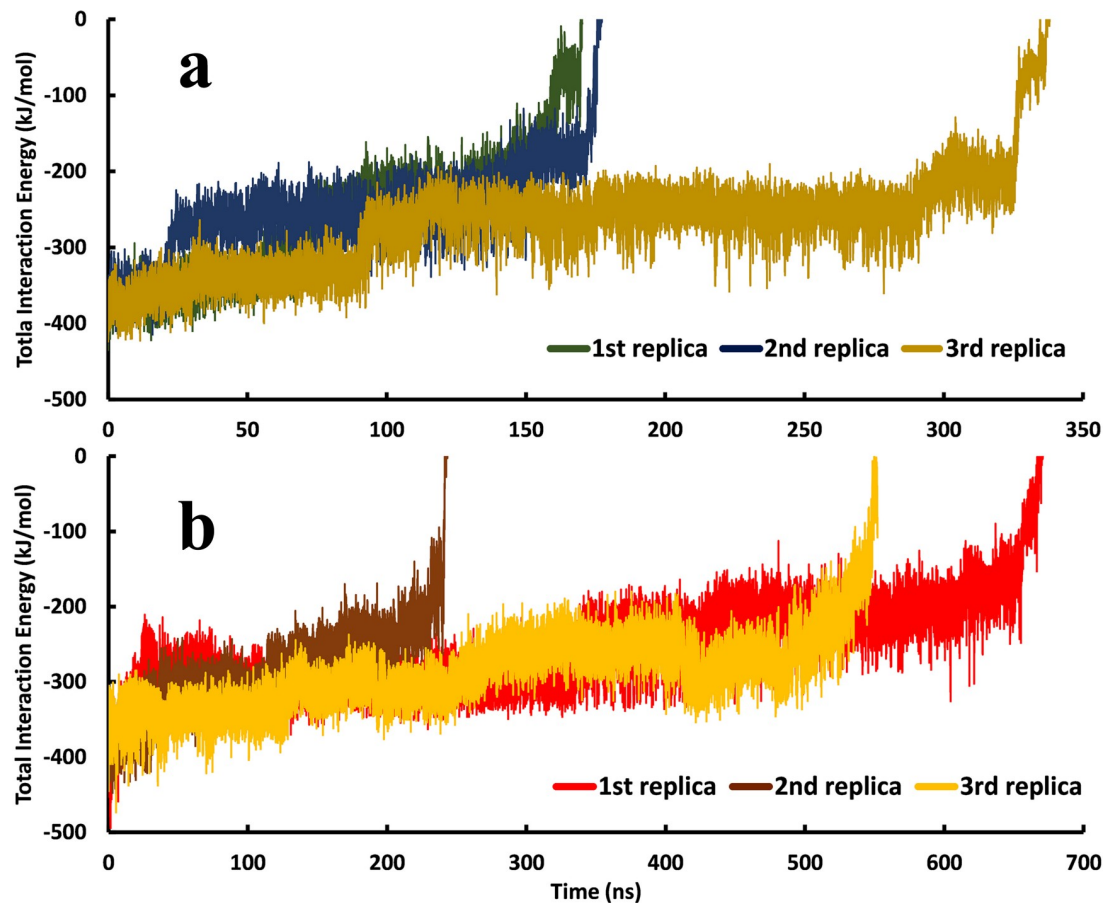 a
Totla Interaction Energy (kJ/mol)
0
-100
-200
-300
-400
-500
1st replica 2nd replica 3rd replica
0 50 100 150 200 250 300 350
b
Total Interaction Energy (kJ/mol)
0
-100
-200
-300
-400
-500
1st replica 2nd replica 3rd replica
0 100 200 300 400 500 600 700
Time (ns)